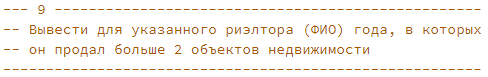 --- 9 ------------------------------------------------------
-- Вывести для указанного риэлтора (ФИО) года, в которых
-- он продал больше 2 объектов недвижимости
------------------------------------------------------------